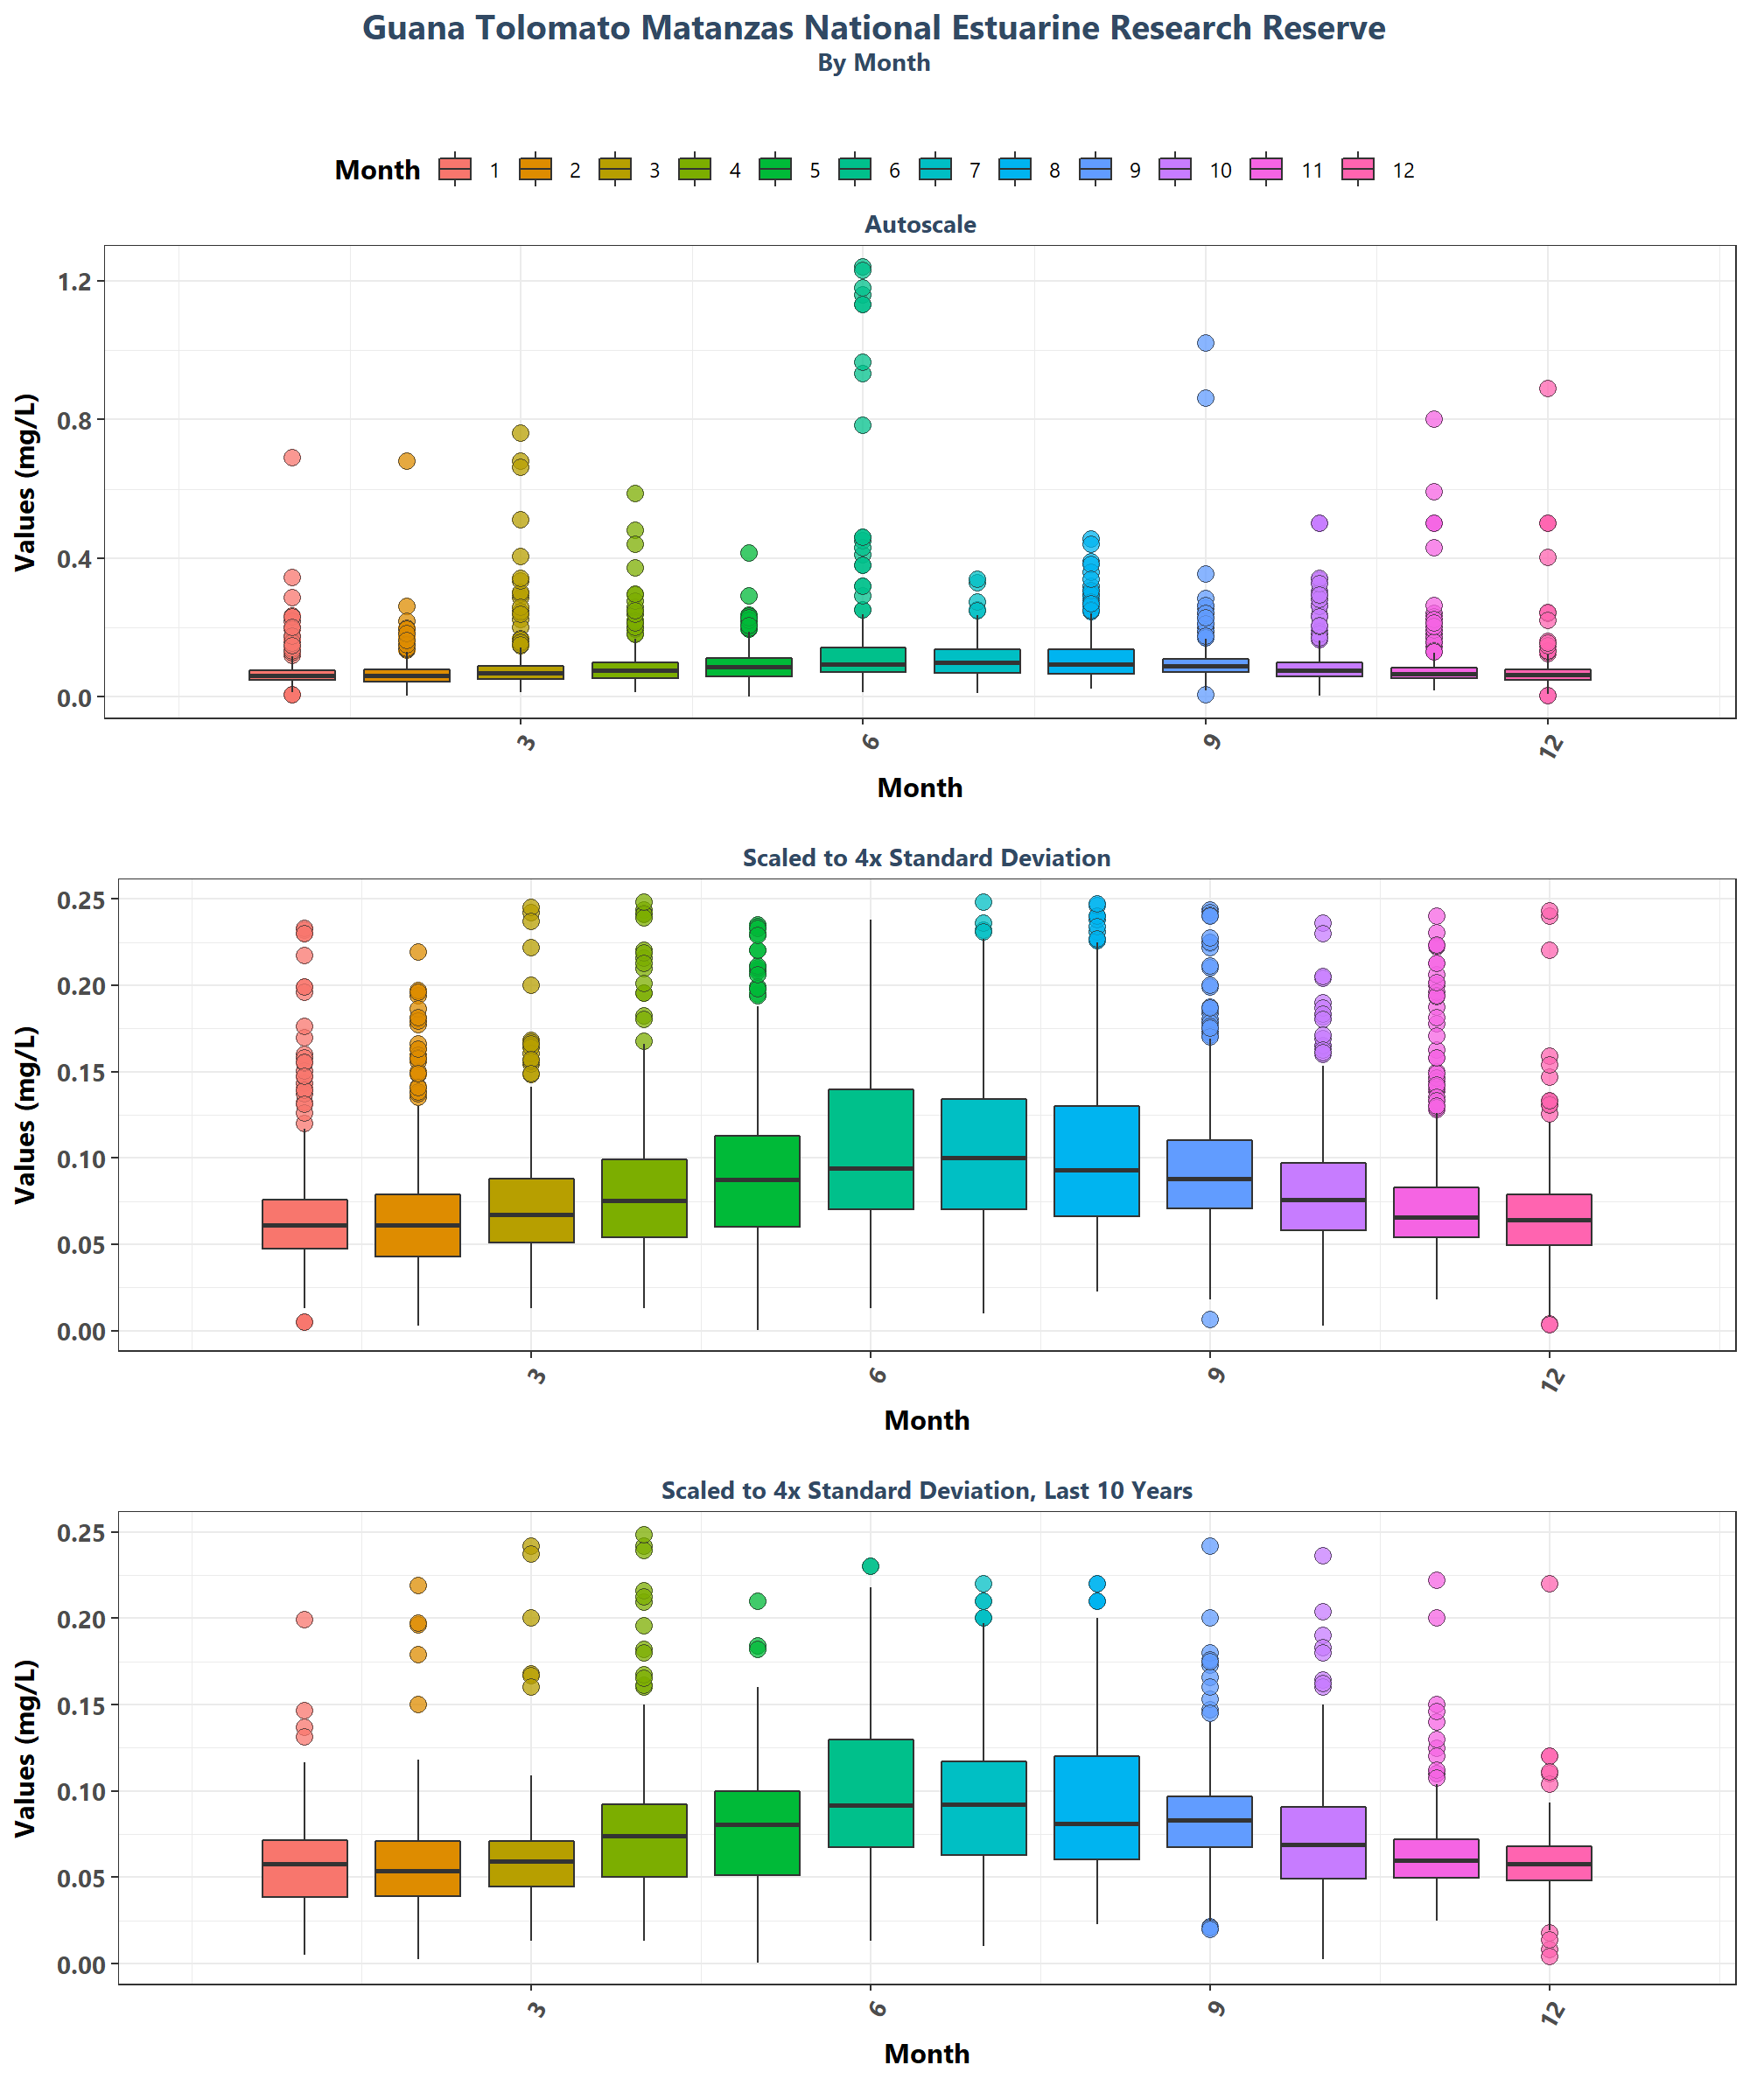 Guana Tolomato Matanzas National Estuarine Research Reserve
By Month
Month 1 2 3 4 5 6 7 8 9 10 11 12
Autoscale
Values (mg/L)
1.2
0.8
0.4
0.0
3 6 9 12
Month
Scaled to 4x Standard Deviation
Values (mg/L)
0.25
0.20
0.15
0.10
0.05
0.00
3 6 9 12
Month
Scaled to 4x Standard Deviation, Last 10 Years
Values (mg/L)
0.25
0.20
0.15
0.10
0.05
0.00
3 6 9 12
Month